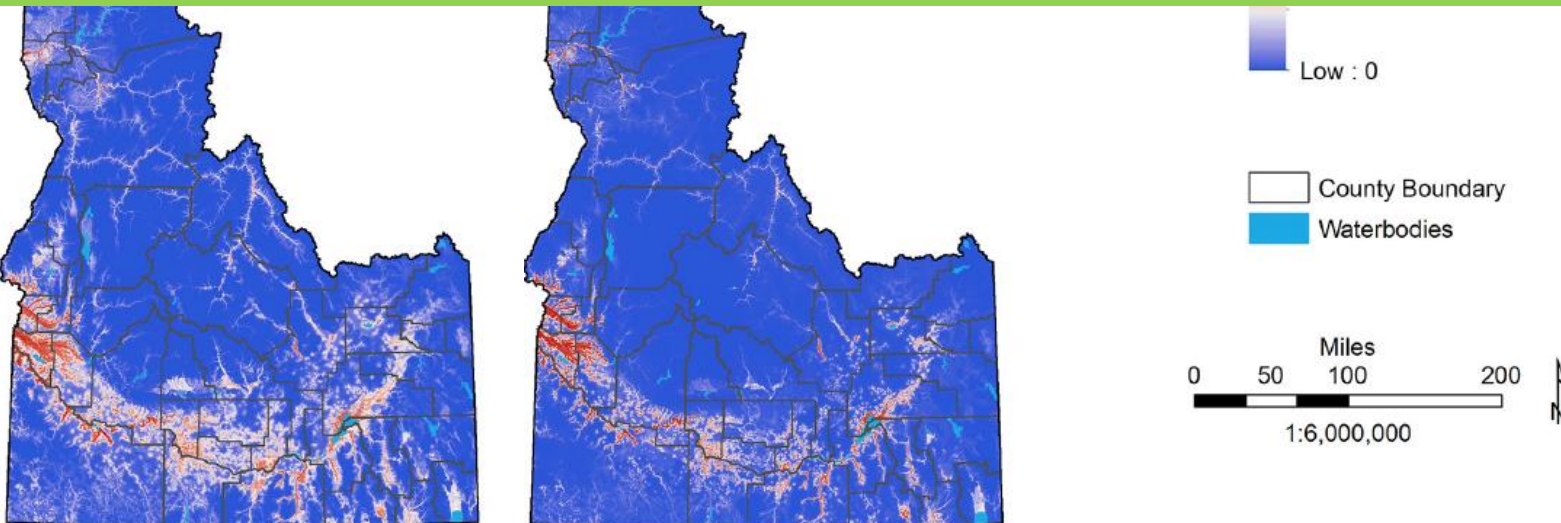 Low : 0
County Boundary
Waterbodies
Miles
0 50 100 200
1:6,000,000
N